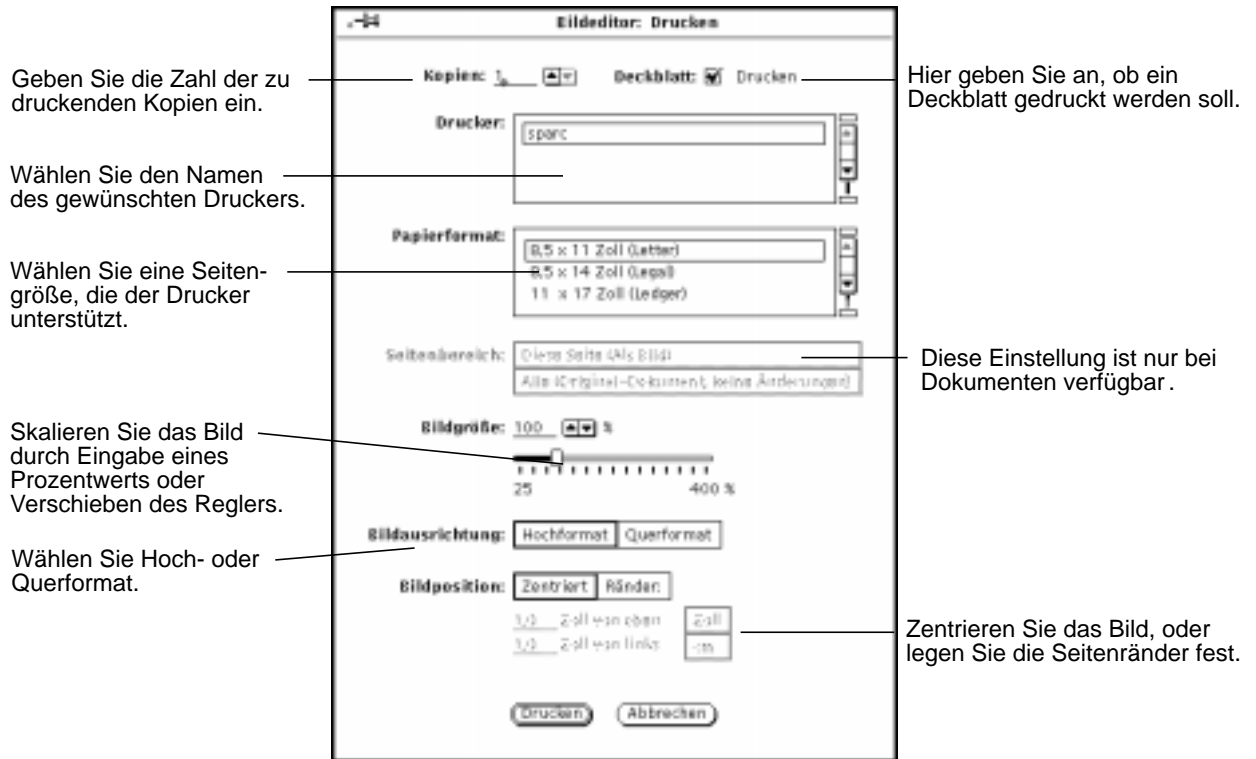 Bildeditor: Drucken
Geben Sie die Zahl der zu
druckenden Kopien ein.
Kopien: 1
Deckblatt: Drucken
Hier geben Sie an, ob ein
Deckblatt gedruckt werden soll.
Drucker:
sparc
Wählen Sie den Namen
des gewünschten Druckers.
Papierformat:
8,5 x 11 Zoll (Letter)
8,5 x 14 Zoll (Legal)
11 x 17 Zoll (Ledger)
Wählen Sie eine Seiten-
größe, die der Drucker
unterstützt.
Seitenbereich:
Diese Seite (Als Bild)
Alle (Original-Dokument, keine Änderungen)
Diese Einstellung ist nur bei
Dokumenten verfügbar.
Bildgröße: 100 %
25 400 %
Skalieren Sie das Bild
durch Eingabe eines
Prozentwerts oder
Verschieben des Reglers.
Bildausrichtung: Hochformat Querformat
Wählen Sie Hoch- oder
Querformat.
Bildposition: Zentriert Ränder:
Zoll von oben Zoll
Zoll von links cm
Zentrieren Sie das Bild, oder
legen Sie die Seitenränder fest.
Drucken Abbrechen